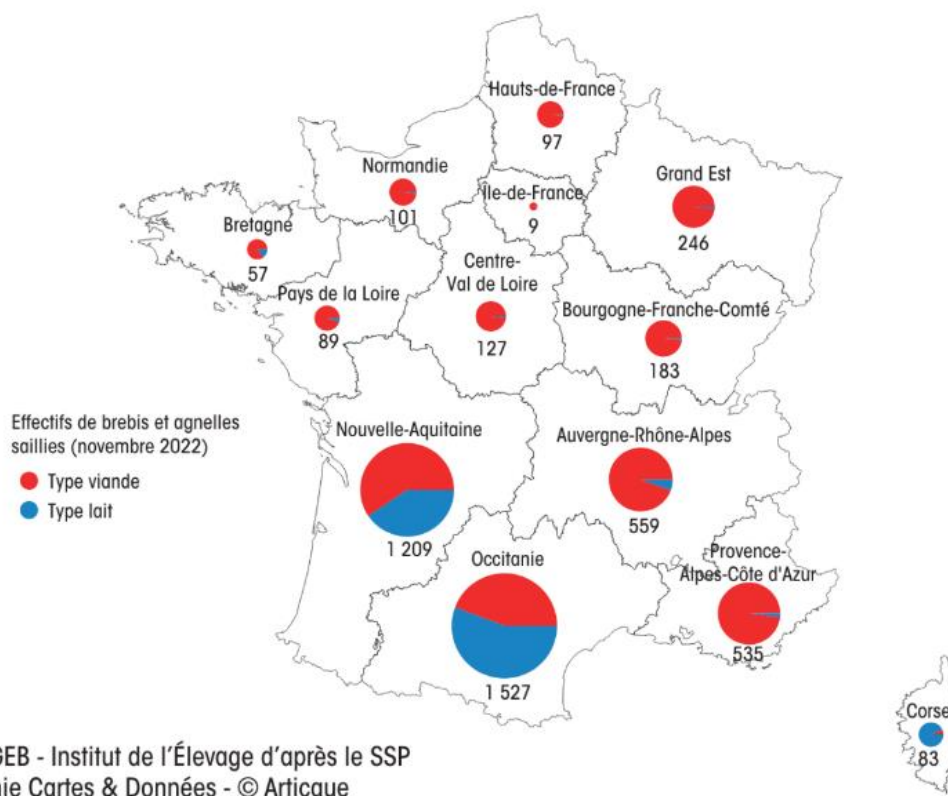 Hauts-de-France
97
Normandie
101
Île-de-France
9
Grand Est
246
Bretagne
57
Centre-
Val de Loire
127
Pays de la Loire
89
Bourgogne-Franche-Comté
183
Effectifs de brebis et agnelles
saillies (novembre 2022)
Type viande
Type lait
Nouvelle-Aquitaine
1 209
Auvergne-Rhône-Alpes
559
Provence-
Alpes-Côte d'Azur
535
Occitanie
1 527
Corse
83
GEB - Institut de l'Élevage d'après le SSP
nie Cartes & Données - © Articque